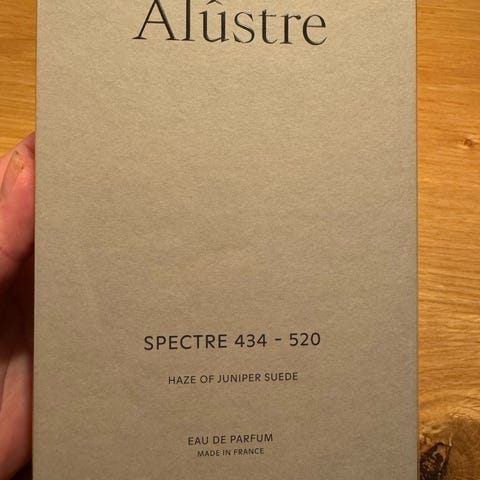 Alûstre
SPECTRE 434 - 520
HAZE OF JUNIPER SUEDE
EAU DE PARFUM
MADE IN FRANCE